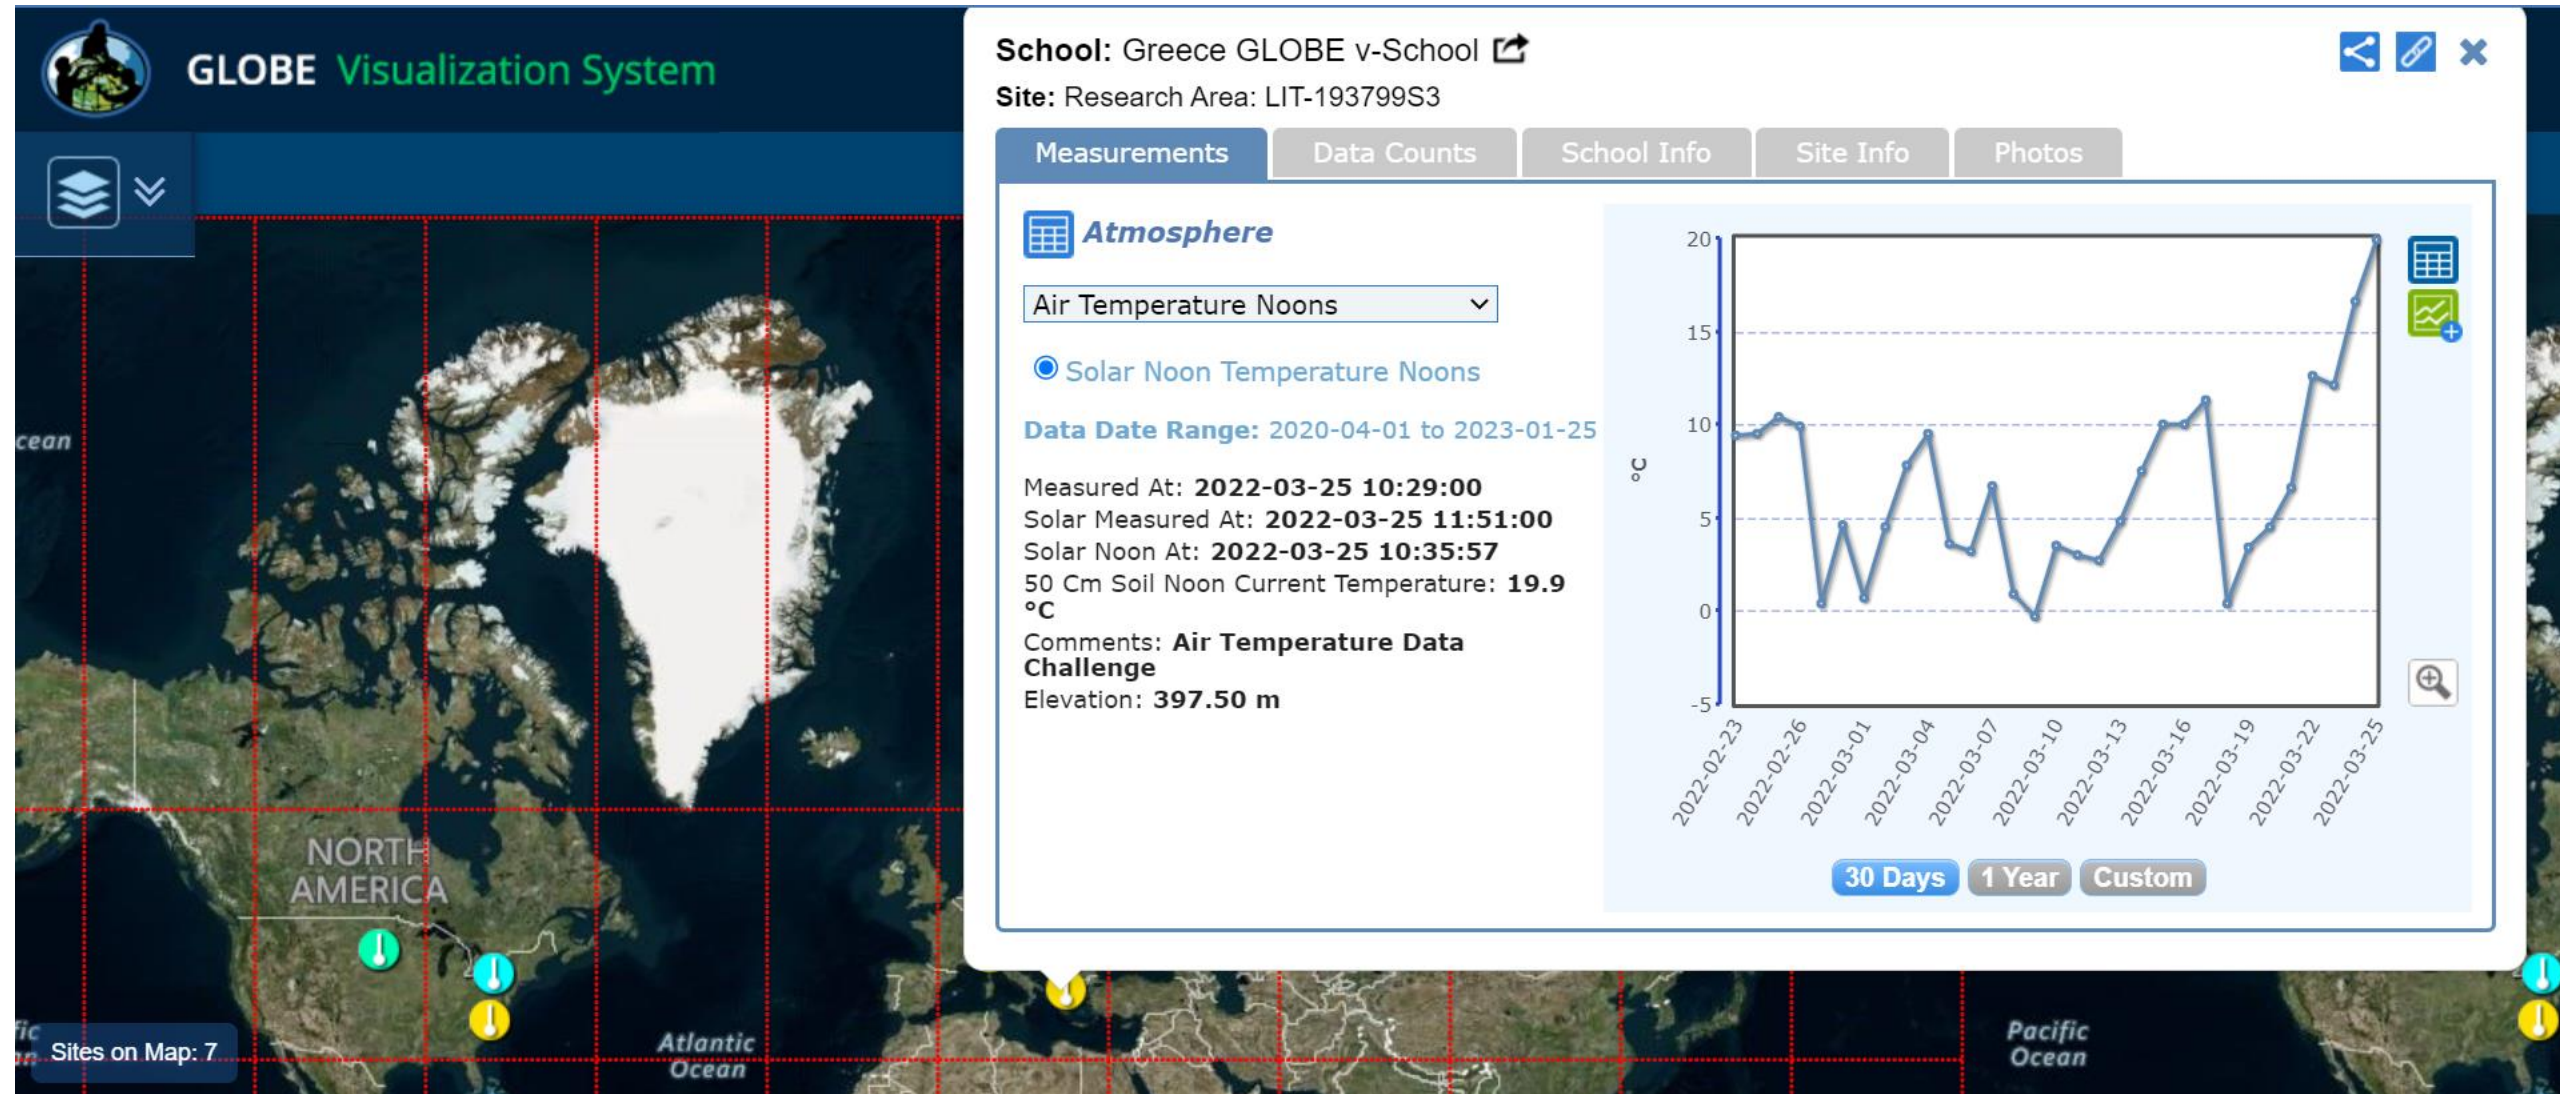 GLOBE Visualization System
School: Greece GLOBE v-School
Site: Research Area: LIT-193799S3
Measurements
Data Counts
School Info
Site Info
Photos
Atmosphere
Air Temperature Noons
Solar Noon Temperature Noons
Data Date Range: 2020-04-01 to 2023-01-25
Measured At: 2022-03-25 10:29:00
Solar Measured At: 2022-03-25 11:51:00
Solar Noon At: 2022-03-25 10:35:57
50 Cm Soil Noon Current Temperature: 19.9
°C
Comments: Air Temperature Data
Challenge
Elevation: 397.50 m
20
15
10
5
0
-5
°C
2022-02-23
2022-02-26
2022-03-01
2022-03-04
2022-03-07
2022-03-10
2022-03-13
2022-03-16
2022-03-19
2022-03-22
2022-03-25
30 Days
1 Year
Custom
cean
NORTH
AMERICA
Atlantic
Ocean
Pacific
Ocean
fic
Sites on Map: 7